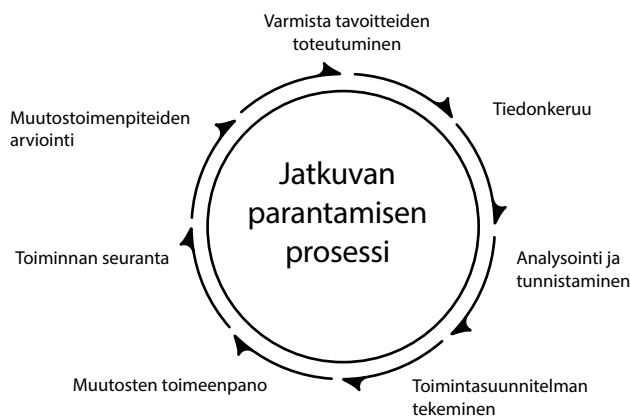 Varmista tavoitteiden
toteutuminen
Tiedonkeruu
Muutostoimenpiteiden
arviointi
Jatkuvan
parantamisen
prosessi
Toiminnan seuranta
Analysointi ja
tunnistaminen
Muutosten toimeenpano
Toimintasuunnitelman
tekeminen